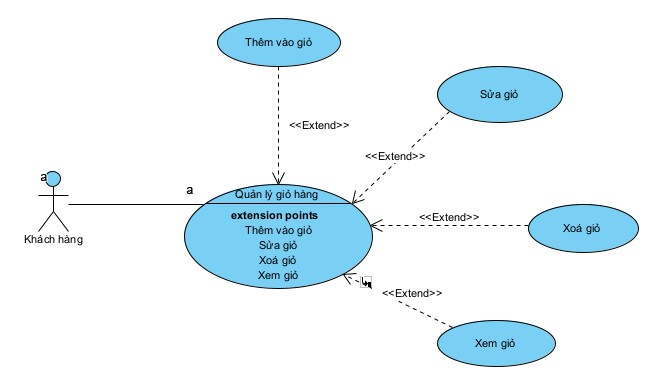 Thêm vào giỏ
Sửa giỏ
<<Extend>>
<<Extend>>
a
a
Quản lý giỏ hàng
extension points
Thêm vào giỏ
Sửa giỏ
Xoá giỏ
Xem giỏ
Khách hàng
<<Extend>>
Xoá giỏ
<<Extend>>
Xem giỏ